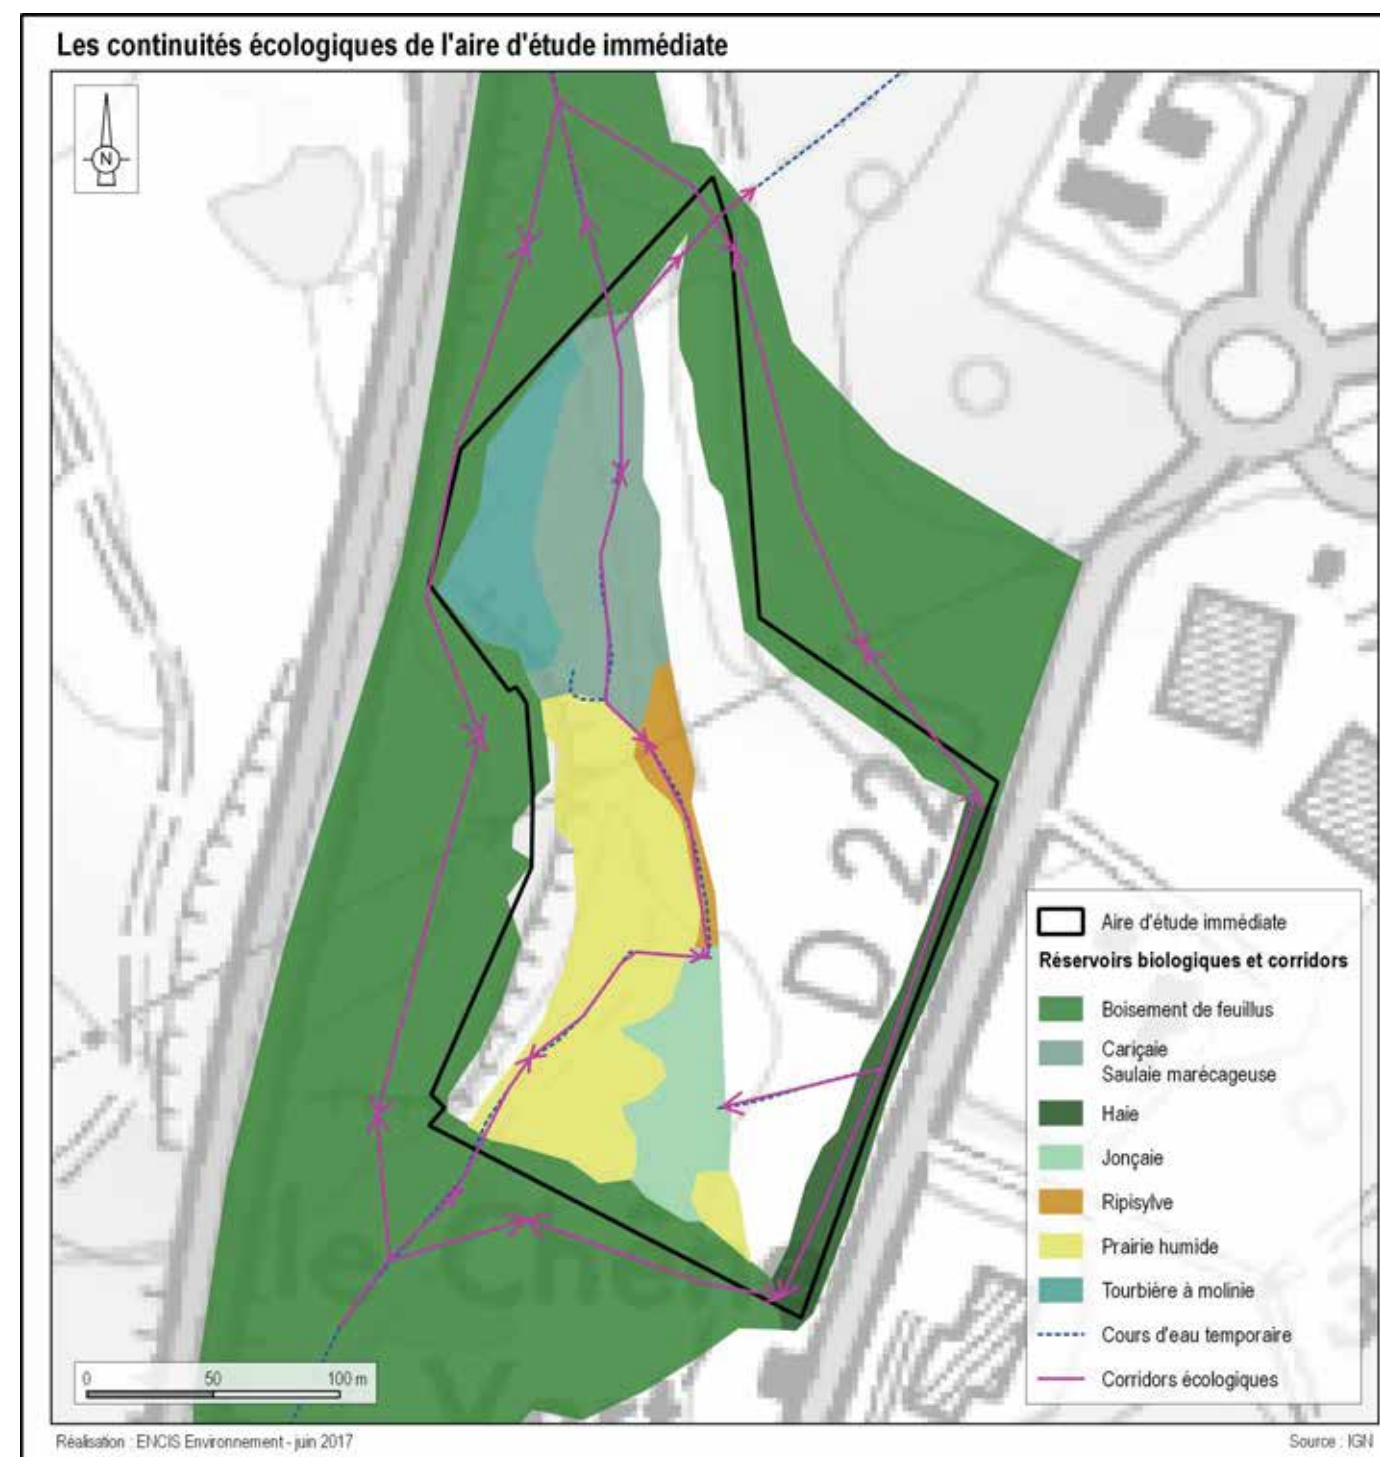 Les continuités écologiques de l'aire d'étude immédiate
N
D 22
Aire d'étude immédiate
Réservoirs biologiques et corridors
Boisement de feuillus
Cariçaie
Saulaie marécageuse
Haie
Jonçaie
Ripisylve
Prairie humide
Tourbière à molinie
Cours d'eau temporaire
Corridors écologiques
0 50 100 m
Réalisation : ENCIS Environnement - juin 2017
Source : IGN